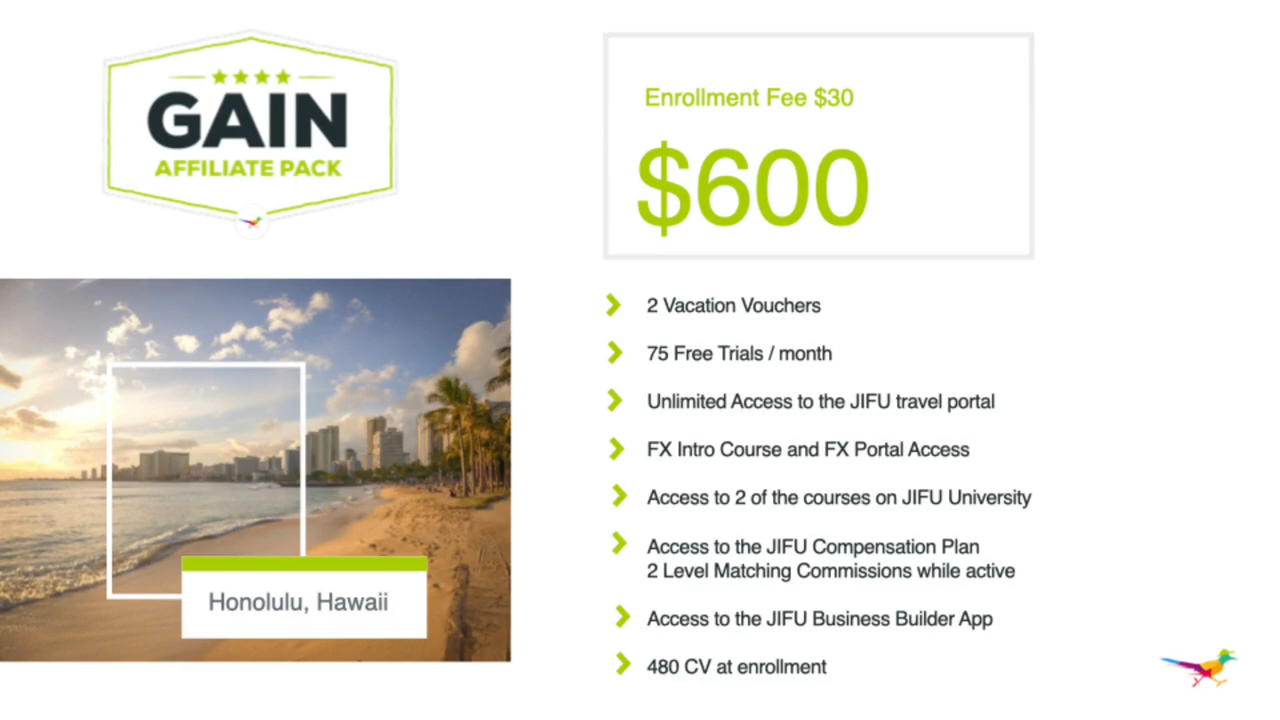 GAIN
AFFILIATE PACK
Enrollment Fee $30
$600
2 Vacation Vouchers
75 Free Trials / month
Unlimited Access to the JIFU travel portal
FX Intro Course and FX Portal Access
Access to 2 of the courses on JIFU University
Access to the JIFU Compensation Plan
2 Level Matching Commissions while active
Access to the JIFU Business Builder App
480 CV at enrollment
Honolulu, Hawaii